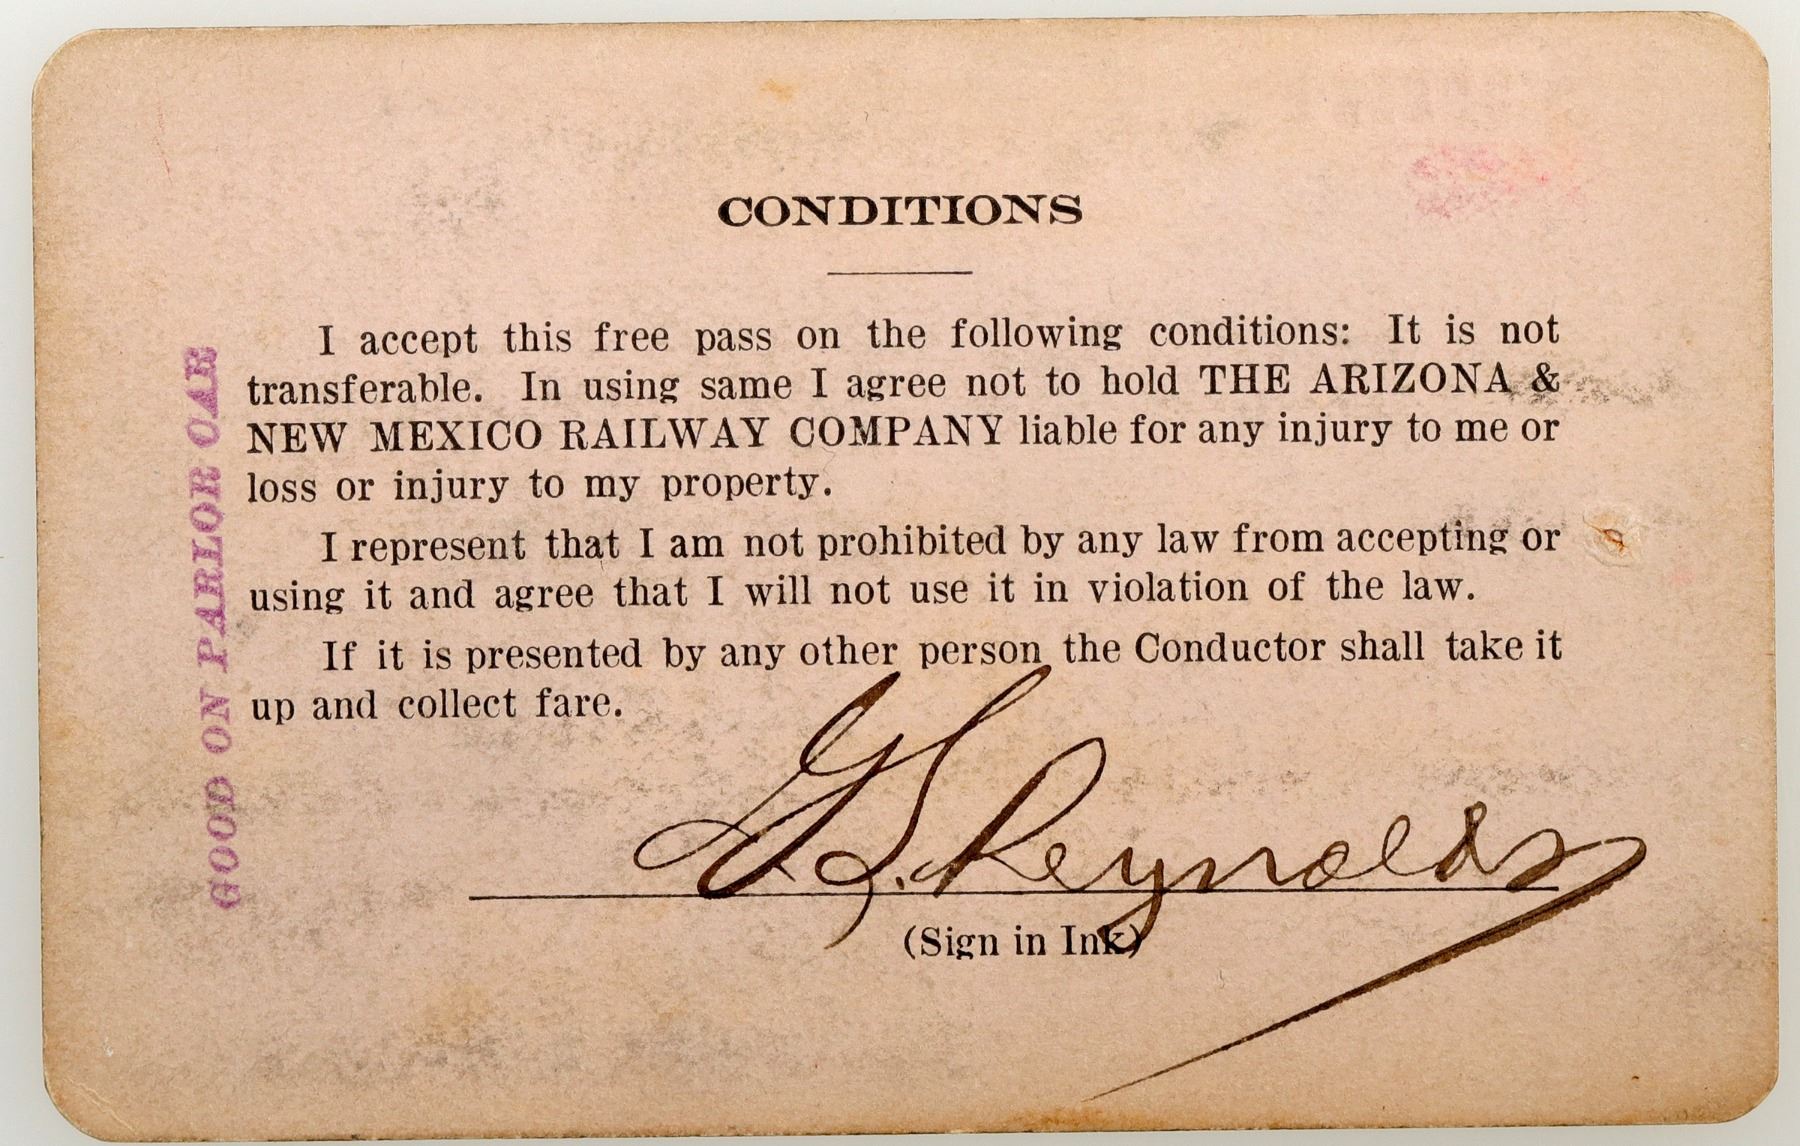 CONDITIONS
I accept this free pass on the following conditions: It is not
transferable. In using same I agree not to hold THE ARIZONA &
NEW MEXICO RAILWAY COMPANY liable for any injury to me or
loss or injury to my property.
I represent that I am not prohibited by any law from accepting or
using it and agree that I will not use it in violation of the law.
If it is presented by any other person the Conductor shall take it
up and collect fare.
G.S. Reynolds
(Sign in Ink)
GOOD ON PARLOR CAR